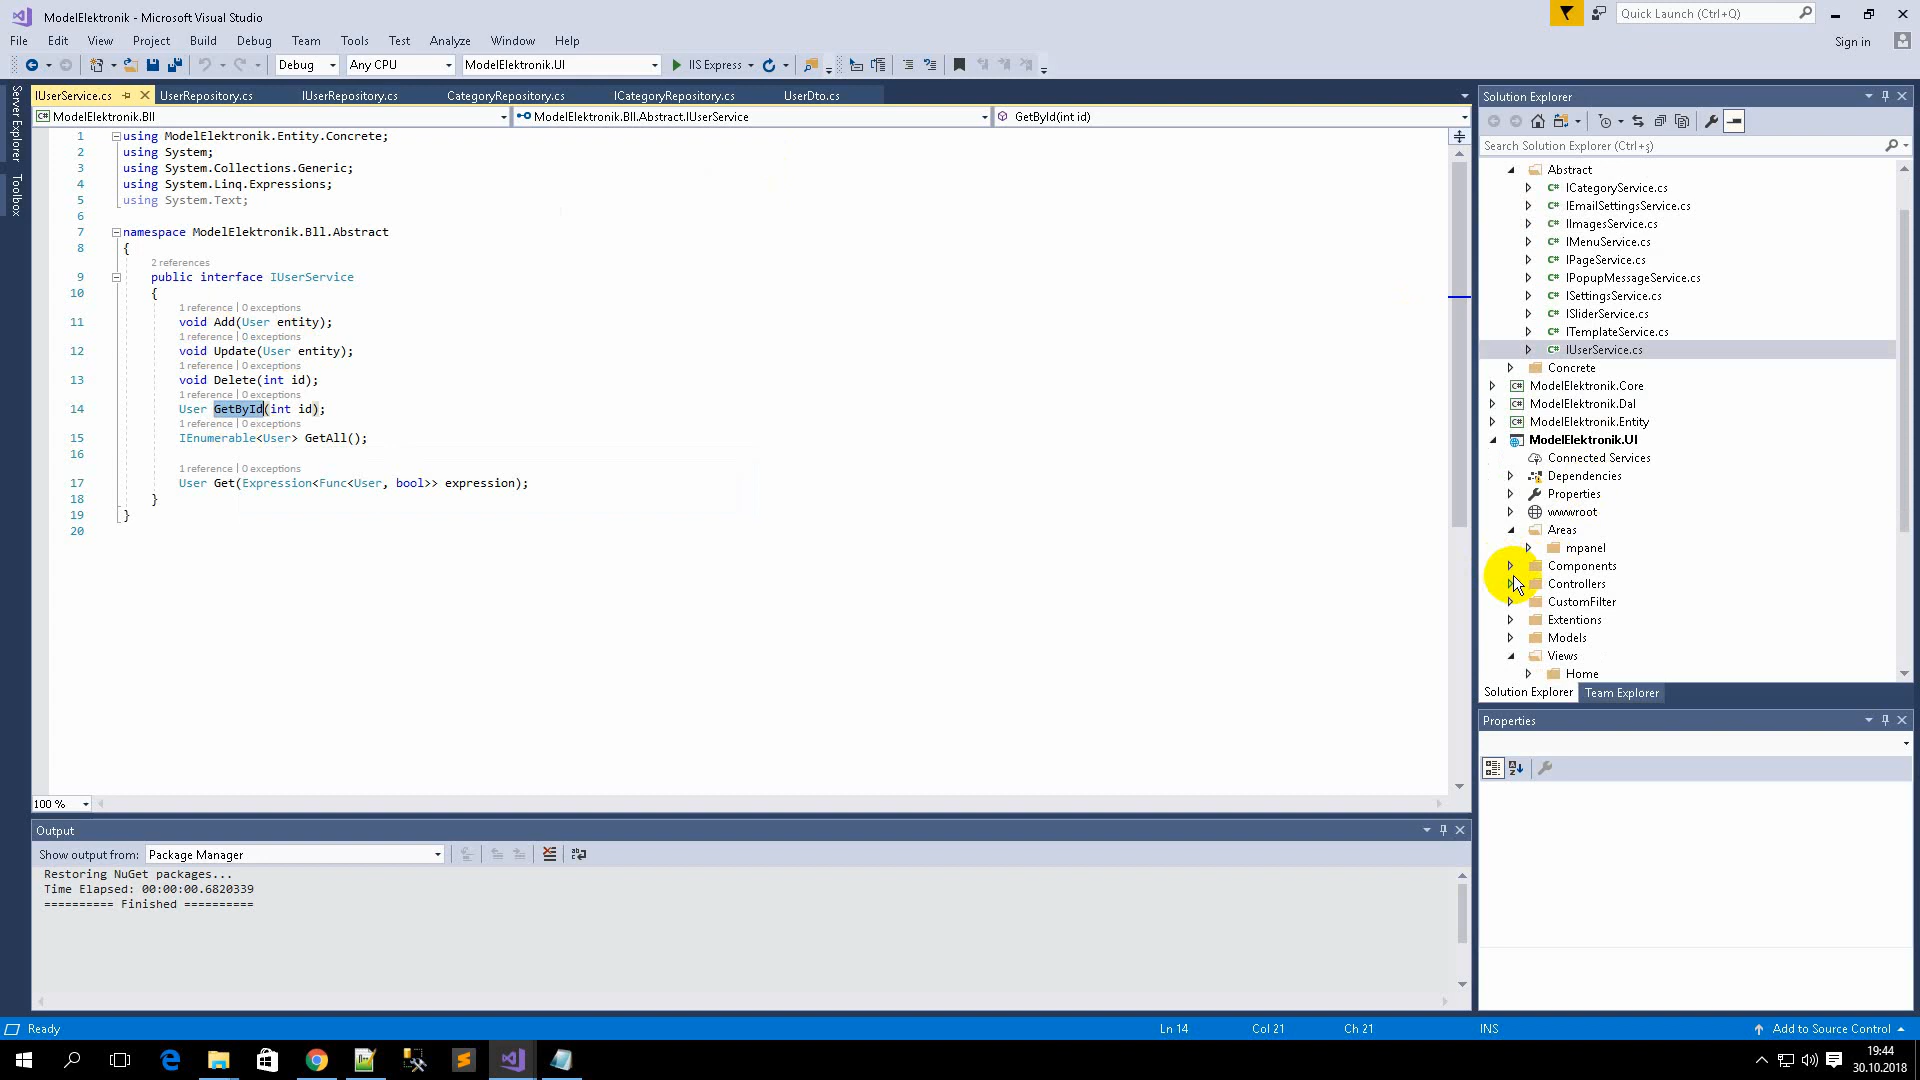 ModelElektronik - Microsoft Visual Studio
Quick Launch (Ctrl+Q)
File Edit View Project Build Debug Team Tools Test Analyze Window Help
Sign in
Debug Any CPU ModelElektronik.UI IIS Express
Server Explorer
Toolbox
IUserService.cs UserRepository.cs IUserRepository.cs CategoryRepository.cs ICategoryRepository.cs UserDto.cs
ModelElektronik.Bll ModelElektronik.Bll.Abstract.IUserService GetById(int id)
1 using ModelElektronik.Entity.Concrete;
2 using System;
3 using System.Collections.Generic;
4 using System.Linq.Expressions;
5 using System.Text;
6
7 namespace ModelElektronik.Bll.Abstract
8 {
2 references
9 public interface IUserService
10 {
1 reference | 0 exceptions
11 void Add(User entity);
1 reference | 0 exceptions
12 void Update(User entity);
1 reference | 0 exceptions
13 void Delete(int id);
1 reference | 0 exceptions
14 User GetById(int id);
1 reference | 0 exceptions
15 IEnumerable<User> GetAll();
16
1 reference | 0 exceptions
17 User Get(Expression<Func<User, bool>> expression);
18 }
19 }
20
100 %
Solution Explorer
Search Solution Explorer (Ctrl+ş)
Abstract
C# ICategoryService.cs
C# IEmailSettingsService.cs
C# IImagesService.cs
C# IMenuService.cs
C# IPageService.cs
C# IPopupMessageService.cs
C# ISettingsService.cs
C# ISliderService.cs
C# ITemplateService.cs
C# IUserService.cs
Concrete
C# ModelElektronik.Core
C# ModelElektronik.Dal
C# ModelElektronik.Entity
ModelElektronik.UI
Connected Services
Dependencies
Properties
wwwroot
Areas
mpanel
Components
Controllers
CustomFilter
Extentions
Models
Views
Home
Solution Explorer Team Explorer
Properties
Output
Show output from: Package Manager
Restoring NuGet packages...
Time Elapsed: 00:00:00.6820339
========== Finished ==========
Ready Ln 14 Col 21 Ch 21 INS Add to Source Control
19:44
30.10.2018